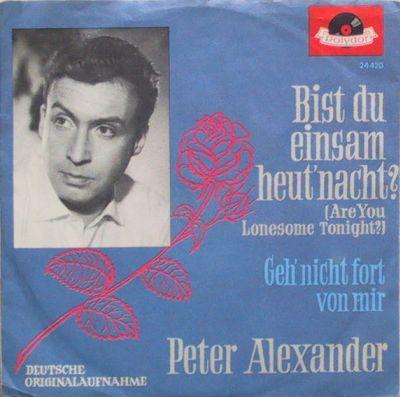 Polydor
24 420
Bist du
einsam
heut'nacht?
(Are You
Lonesome Tonight?)
Geh' nicht fort
von mir
Peter Alexander
DEUTSCHE
ORIGINALAUFNAHME